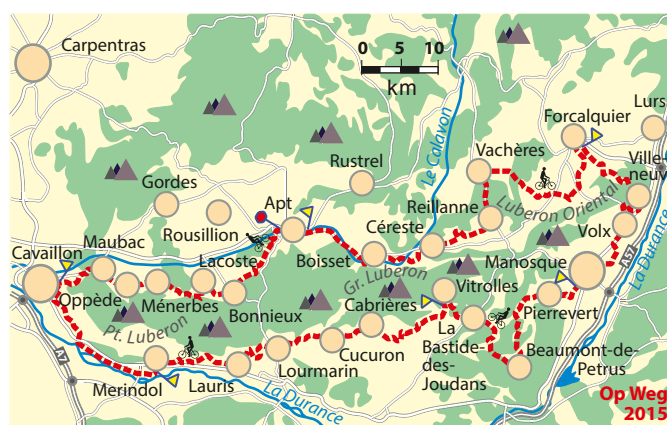 Carpentras
0 5 10
km
Forcalquier
Lurs
Vachères
Ville-
neuve
Rustrel
Le Calavon
Gordes
Apt
Reillanne
Luberon Oriental
Rousillion
Céreste
Volx
Maubac
Cavaillon
Lacoste
Boisset
Manosque
A57
La Durance
Gr. Luberon
Vitrolles
Oppède
Ménerbes
Cabrières
Bonnieux
Pierrevert
Pt. Luberon
La
Bastide-
des-
Joudans
Cucuron
Lourmarin
Beaumont-de-
Petrus
A7
Merindol
Lauris
La Durance
Op Weg
2015